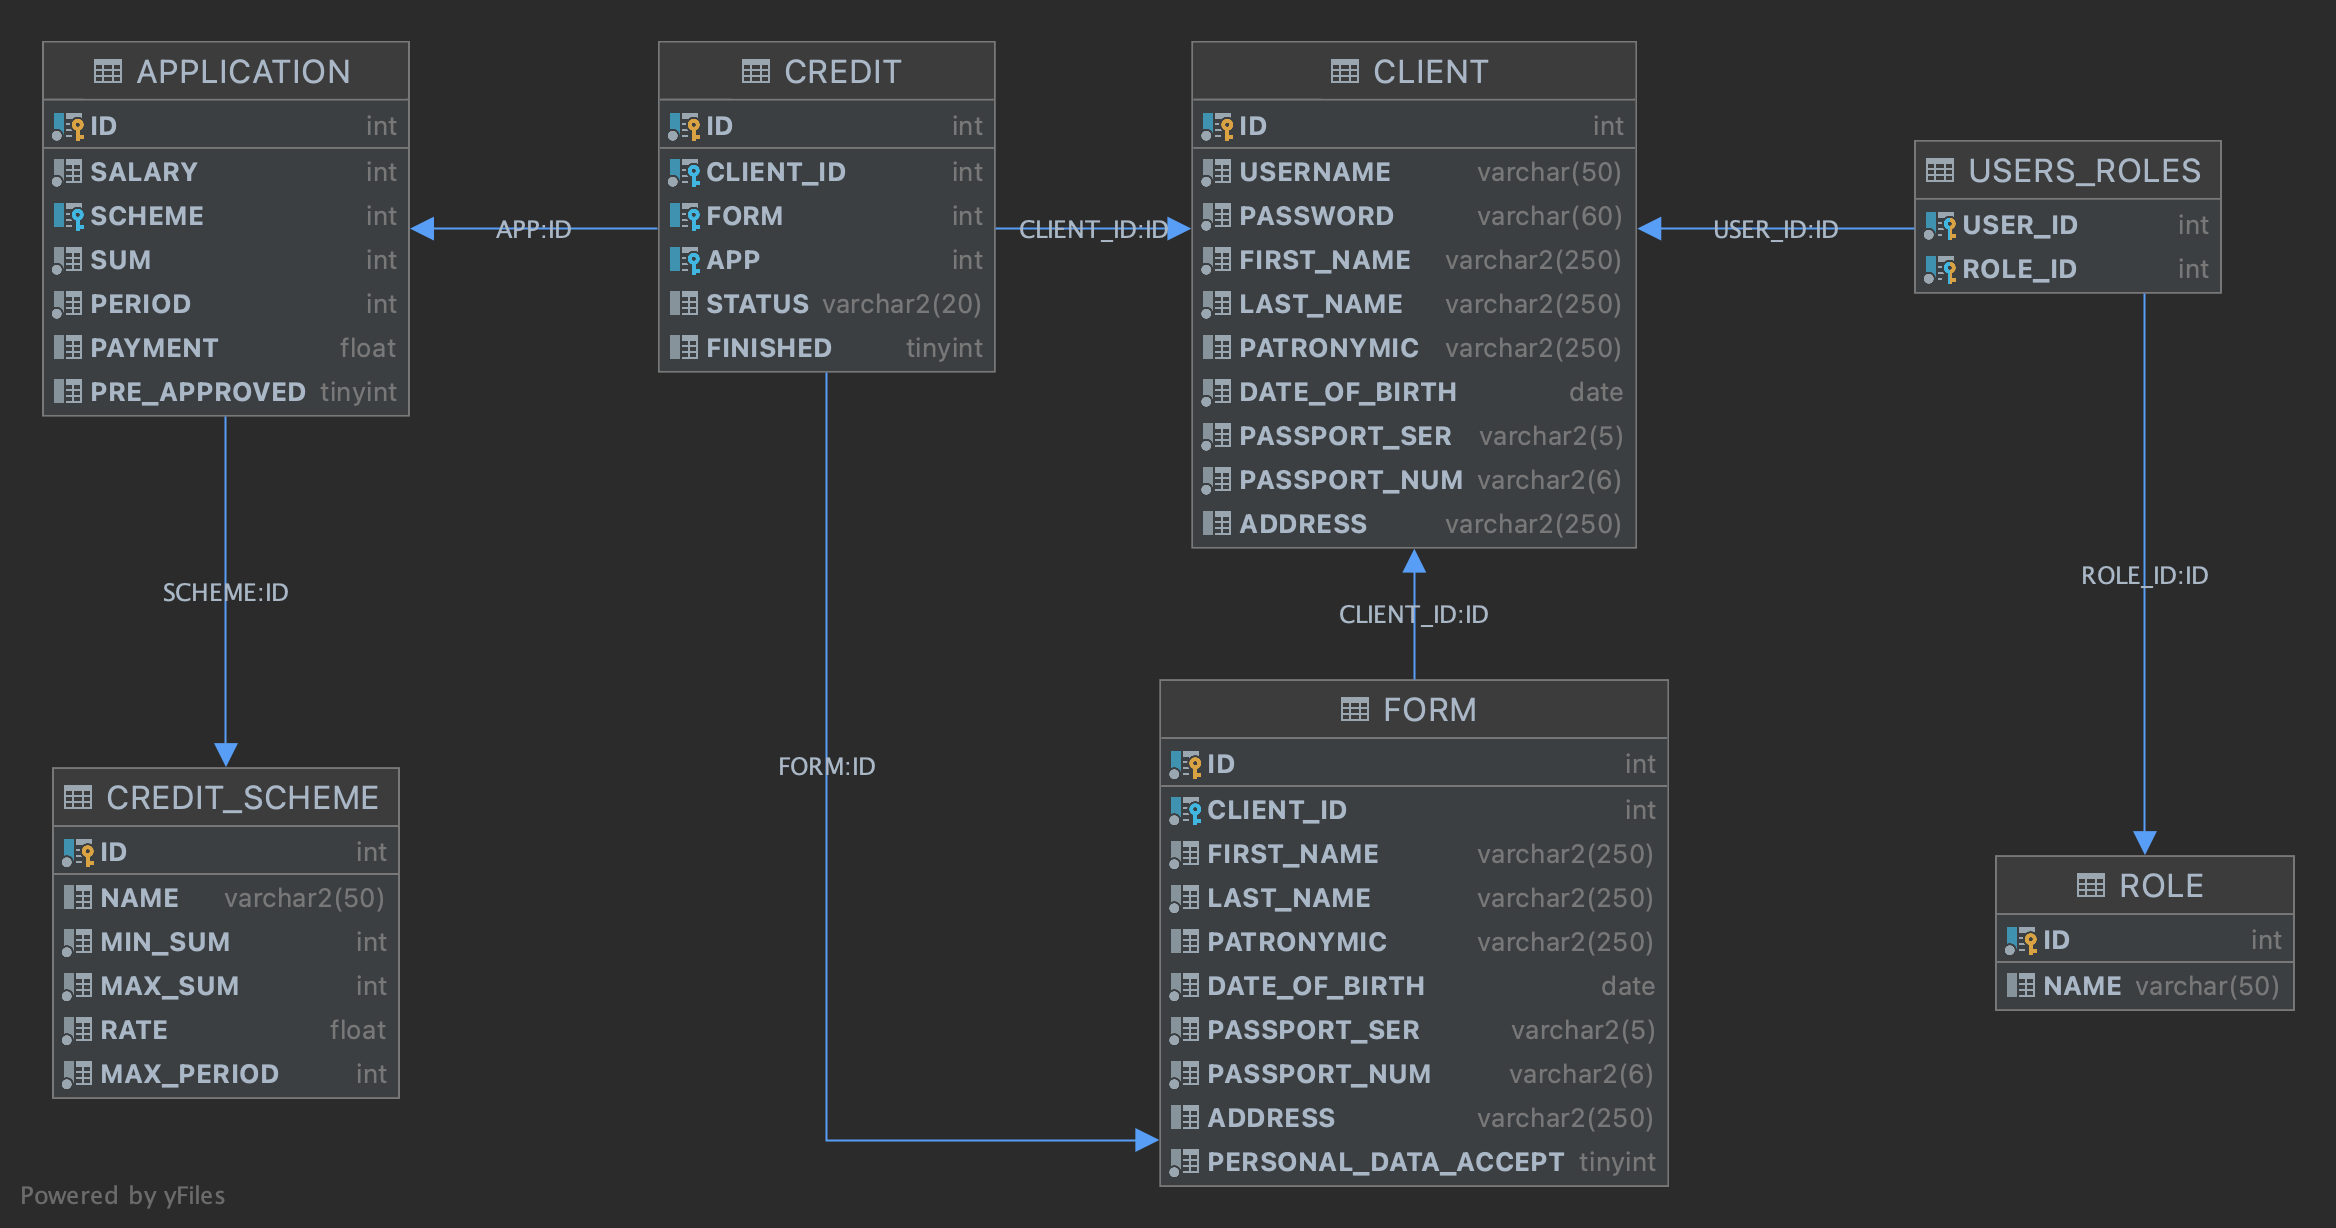 APPLICATION
ID int
SALARY int
SCHEME int
SUM int
PERIOD int
PAYMENT float
PRE_APPROVED tinyint
APP:ID
CREDIT
ID int
CLIENT_ID int
FORM int
APP int
STATUS varchar2(20)
FINISHED tinyint
CLIENT_ID:ID
CLIENT
ID int
USERNAME varchar(50)
PASSWORD varchar(60)
FIRST_NAME varchar2(250)
LAST_NAME varchar2(250)
PATRONYMIC varchar2(250)
DATE_OF_BIRTH date
PASSPORT_SER varchar2(5)
PASSPORT_NUM varchar2(6)
ADDRESS varchar2(250)
USER_ID:ID
USERS_ROLES
USER_ID int
ROLE_ID int
SCHEME:ID
FORM:ID
CLIENT_ID:ID
ROLE_ID:ID
CREDIT_SCHEME
ID int
NAME varchar2(50)
MIN_SUM int
MAX_SUM int
RATE float
MAX_PERIOD int
FORM
ID int
CLIENT_ID int
FIRST_NAME varchar2(250)
LAST_NAME varchar2(250)
PATRONYMIC varchar2(250)
DATE_OF_BIRTH date
PASSPORT_SER varchar2(5)
PASSPORT_NUM varchar2(6)
ADDRESS varchar2(250)
PERSONAL_DATA_ACCEPT tinyint
ROLE
ID int
NAME varchar(50)
Powered by yFiles